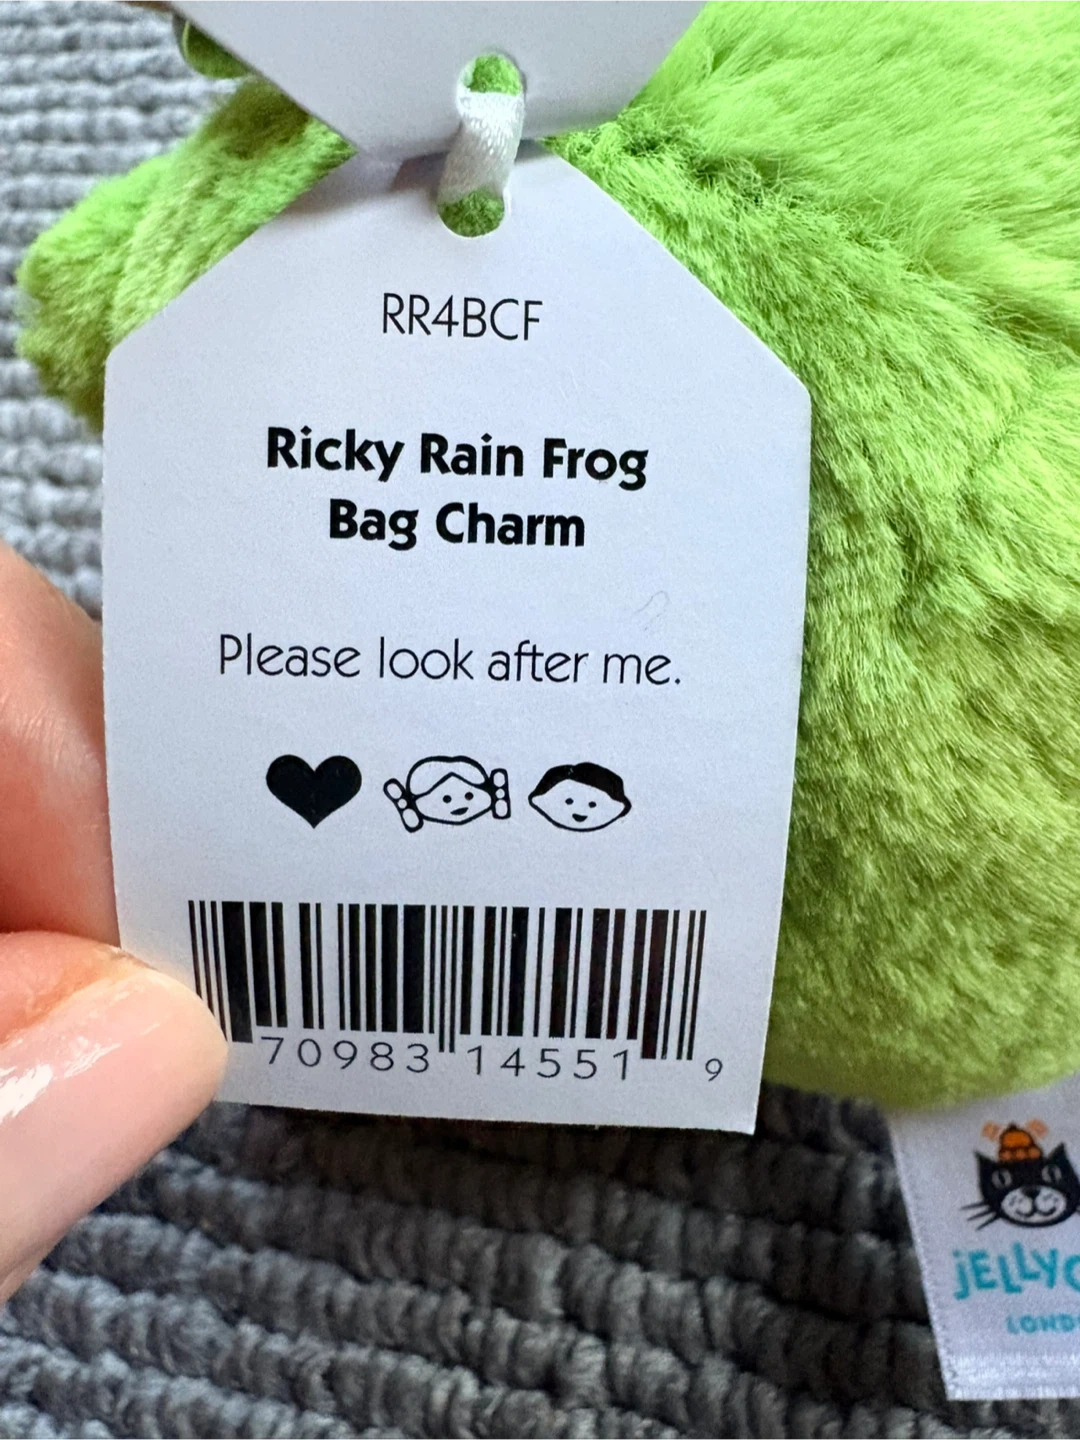 RR4BCF
Ricky Rain Frog
Bag Charm
Please look after me.
70983 14551 9